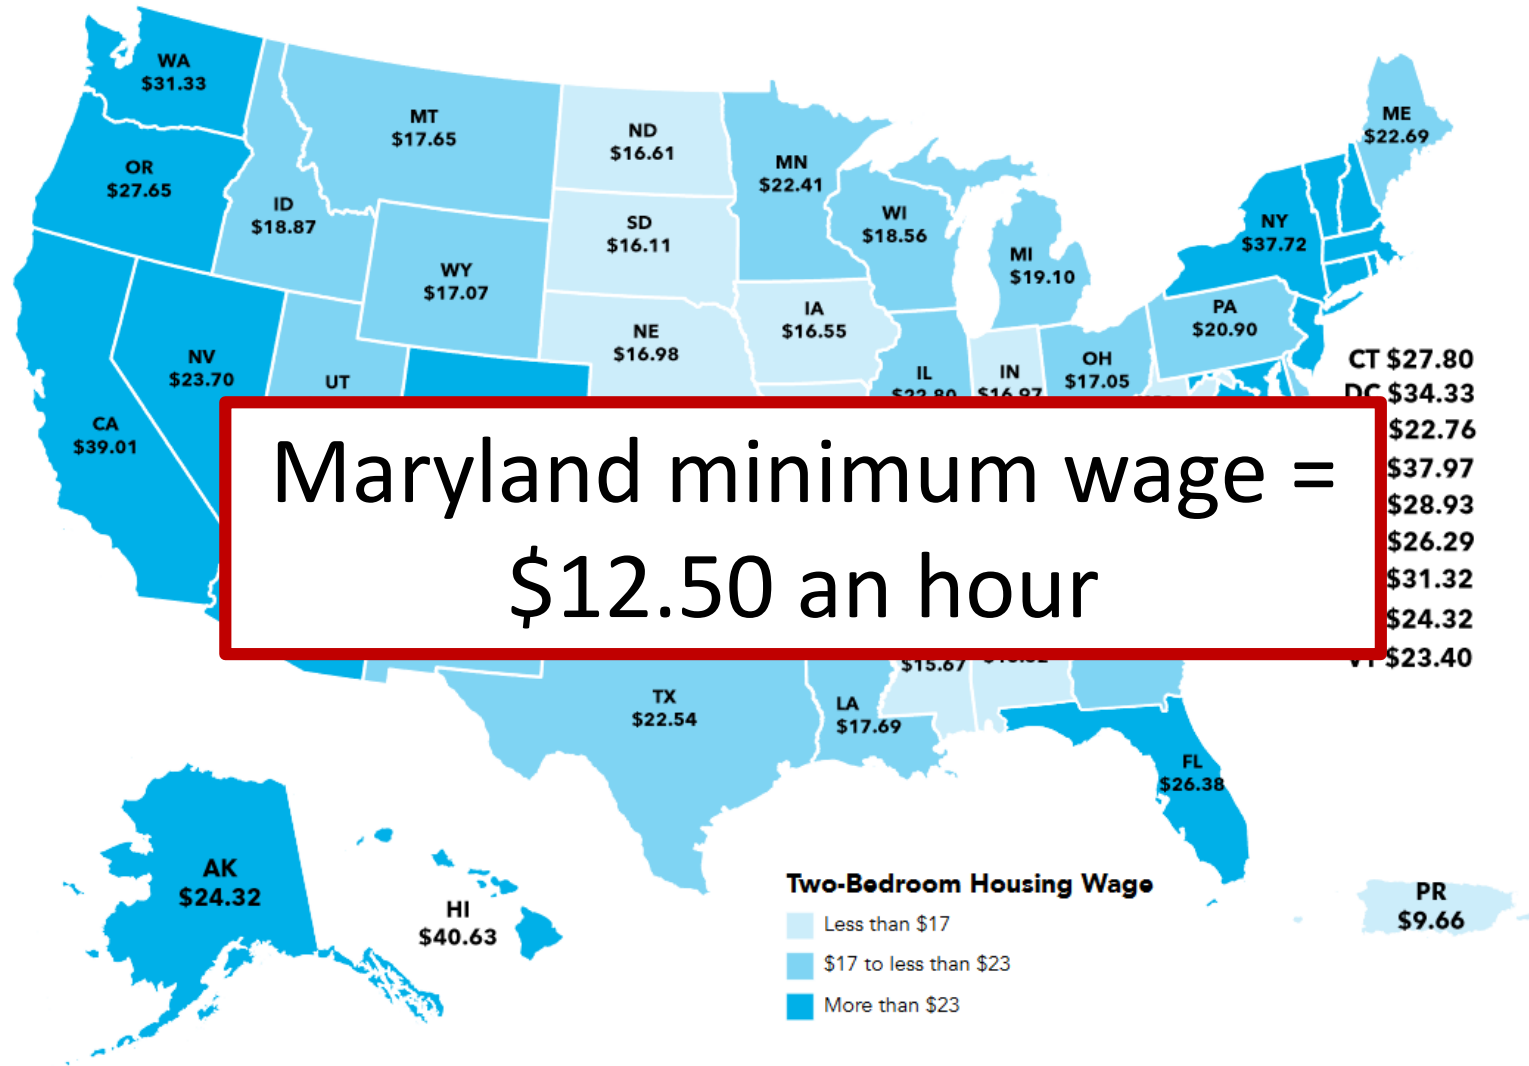 WA
$31.33
MT
$17.65
ND
$16.61
MN
$22.41
ME
$22.69
OR
$27.65
ID
$18.87
SD
$16.11
WI
$18.56
NY
$37.72
WY
$17.07
MI
$19.10
NE
$16.98
IA
$16.55
PA
$20.90
NV
$23.70
UT
IL
$22.80
IN
$16.97
OH
$17.05
CA
$39.01
CT $27.80
DC $34.33
$22.76
$37.97
$28.93
$26.29
$31.32
$24.32
$23.40
Maryland minimum wage =
$12.50 an hour
$15.67
TX
$22.54
LA
$17.69
FL
$26.38
AK
$24.32
HI
$40.63
Two-Bedroom Housing Wage
Less than $17
$17 to less than $23
More than $23
PR
$9.66